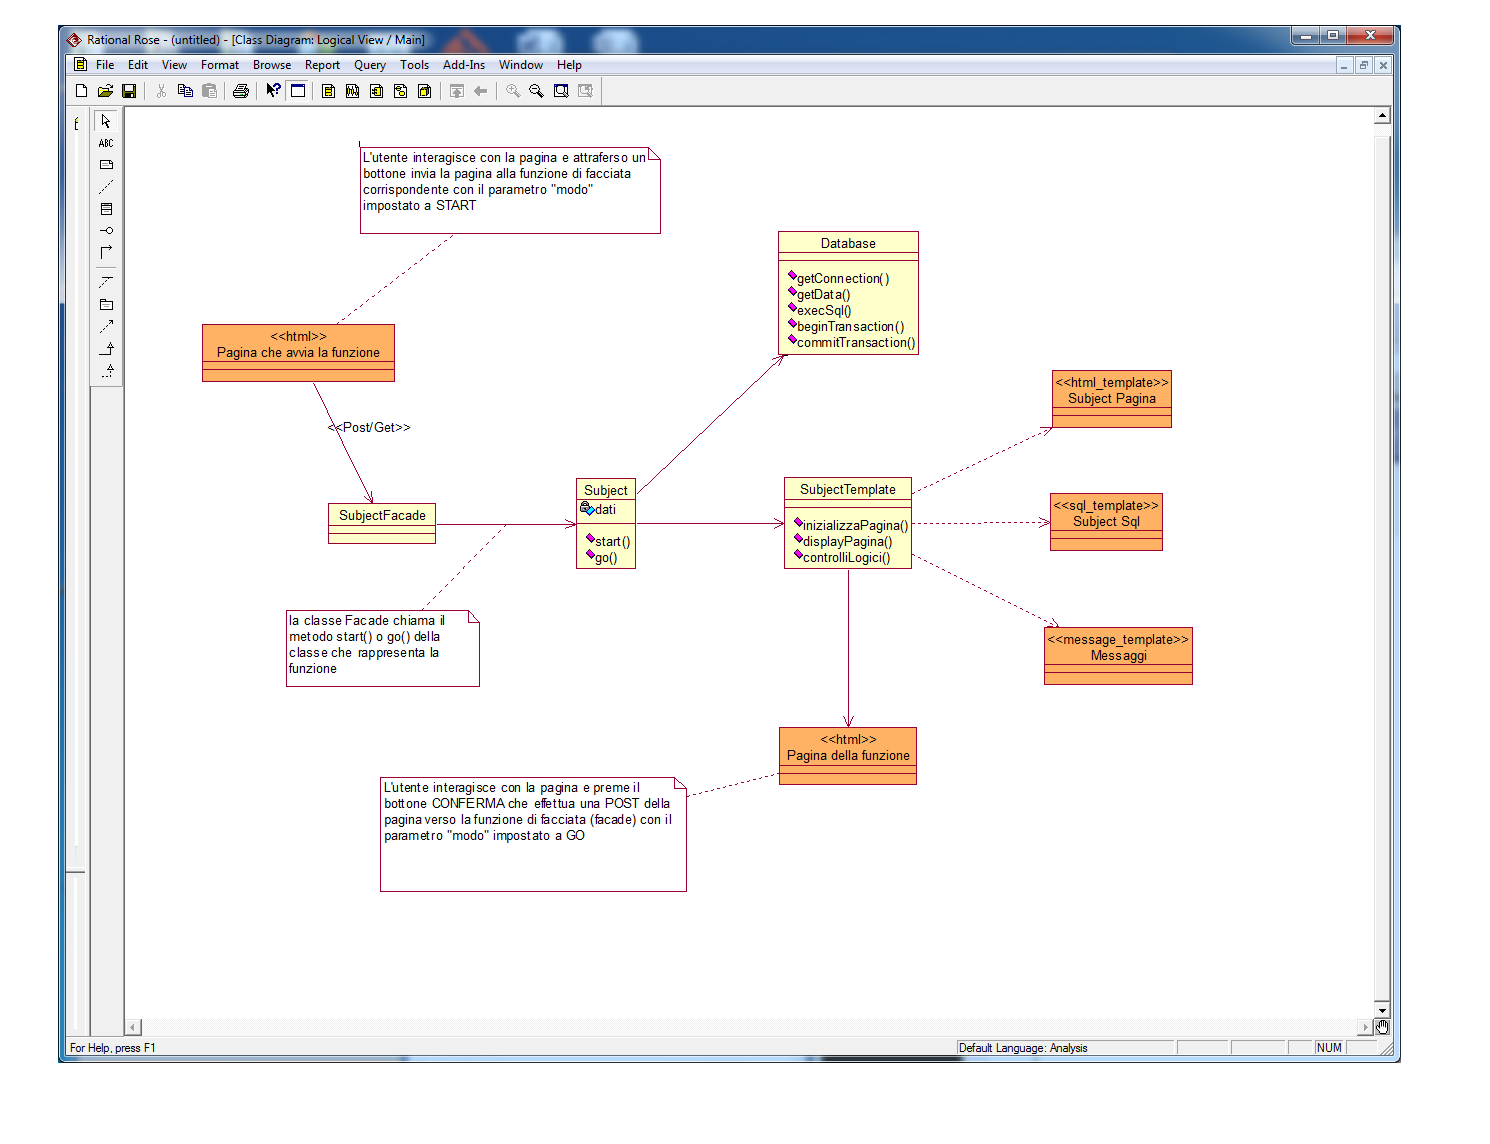 Rational Rose - (untitled) - [Class Diagram: Logical View / Main]
File Edit View Format Browse Report Query Tools Add-Ins Window Help
ABC
L'utente interagisce con la pagina e attraferso un
bottone invia la pagina alla funzione di facciata
corrispondente con il parametro "modo"
impostato a START
Database
getConnection()
getData()
execSql()
beginTransaction()
commitTransaction()
<<html>>
Pagina che avvia la funzione
<<html_template>>
Subject Pagina
<<Post/Get>>
SubjectFacade
Subject
dati
start()
go()
SubjectTemplate
inizializzaPagina()
displayPagina()
controlliLogici()
<<sql_template>>
Subject Sql
la classe Facade chiama il
metodo start() o go() della
classe che rappresenta la
funzione
<<message_template>>
Messaggi
<<html>>
Pagina della funzione
L'utente interagisce con la pagina e preme il
bottone CONFERMA che effettua una POST della
pagina verso la funzione di facciata (facade) con il
parametro "modo" impostato a GO
For Help, press F1
Default Language: Analysis
NUM